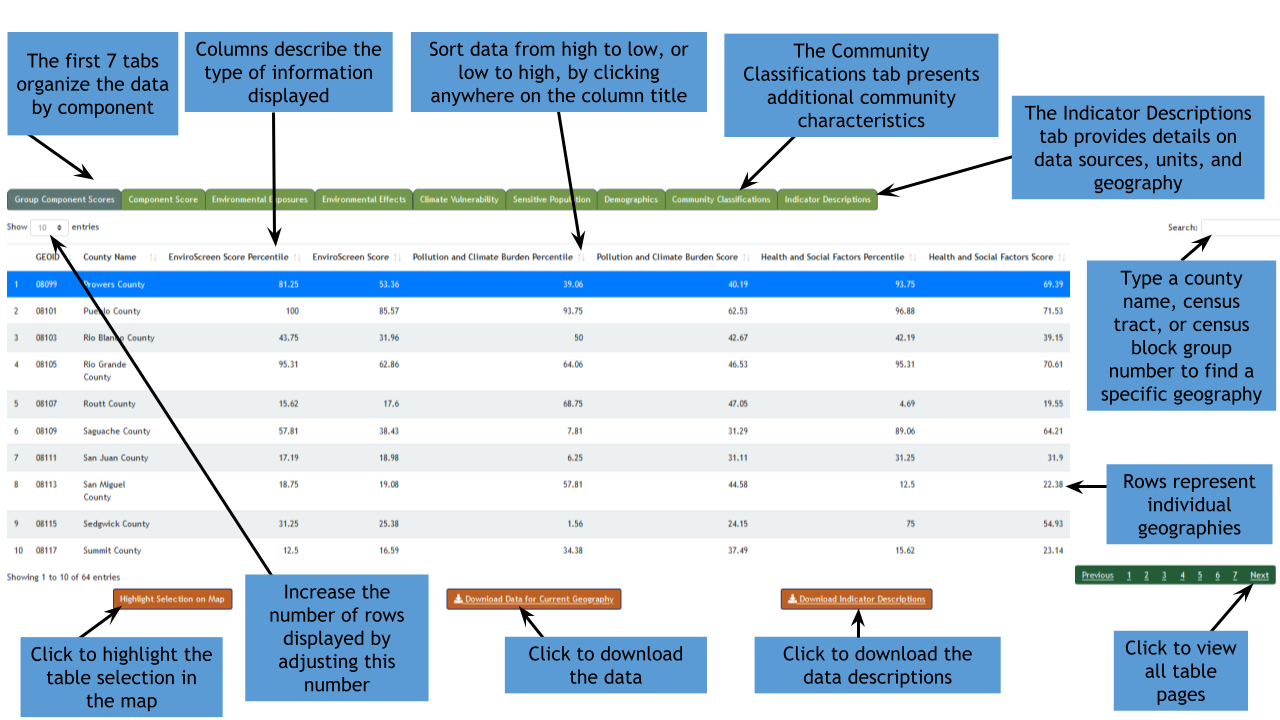 The first 7 tabs
organize the data
by component
Columns describe the
type of information
displayed
Sort data from high to low, or
low to high, by clicking
anywhere on the column title
The Community
Classifications tab presents
additional community
characteristics
The Indicator Descriptions
tab provides details on
data sources, units, and
geography
Group Component Scores Component Score Environmental Exposures Environmental Effects Climate Vulnerability Sensitive Population Demographics Community Classifications Indicator Descriptions
Show 10 entries
Search:
GEOID County Name EnviroScreen Score Percentile EnviroScreen Score Pollution and Climate Burden Percentile Pollution and Climate Burden Score Health and Social Factors Percentile Health and Social Factors Score
1 08099 Prowers County 81.25 53.36 39.06 40.19 93.75 69.39
2 08101 Pueblo County 100 85.57 93.75 62.53 96.88 71.53
3 08103 Rio Blanco County 43.75 31.96 50 42.67 42.19 39.15
4 08105 Rio Grande 95.31 62.86 64.06 46.53 95.31 70.61
County
5 08107 Routt County 15.62 17.6 68.75 47.05 4.69 19.55
6 08109 Saguache County 57.81 38.43 7.81 31.29 89.06 64.21
7 08111 San Juan County 17.19 18.98 6.25 31.11 31.25 31.9
8 08113 San Miguel 18.75 19.08 57.81 44.58 12.5 22.38
County
9 08115 Sedgwick County 31.25 25.38 1.56 24.15 75 54.93
10 08117 Summit County 12.5 16.59 34.38 37.49 15.62 23.14
Type a county
name, census
tract, or census
block group
number to find a
specific geography
Rows represent
individual
geographies
Showing 1 to 10 of 64 entries
Previous 1 2 3 4 5 6 7 Next
Highlight Selection on Map
Download Data for Current Geography
Download Indicator Descriptions
Click to highlight the
table selection in
the map
Increase the
number of rows
displayed by
adjusting this
number
Click to download
the data
Click to download the
data descriptions
Click to view
all table
pages